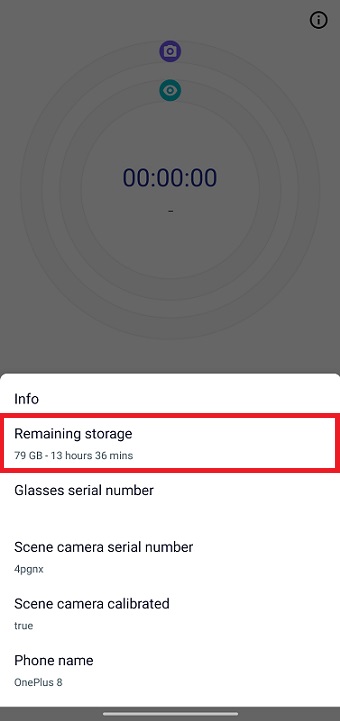 00:00:00
-
Info
Remaining storage
79 GB - 13 hours 36 mins
Glasses serial number
Scene camera serial number
4pgnx
Scene camera calibrated
true
Phone name
OnePlus 8